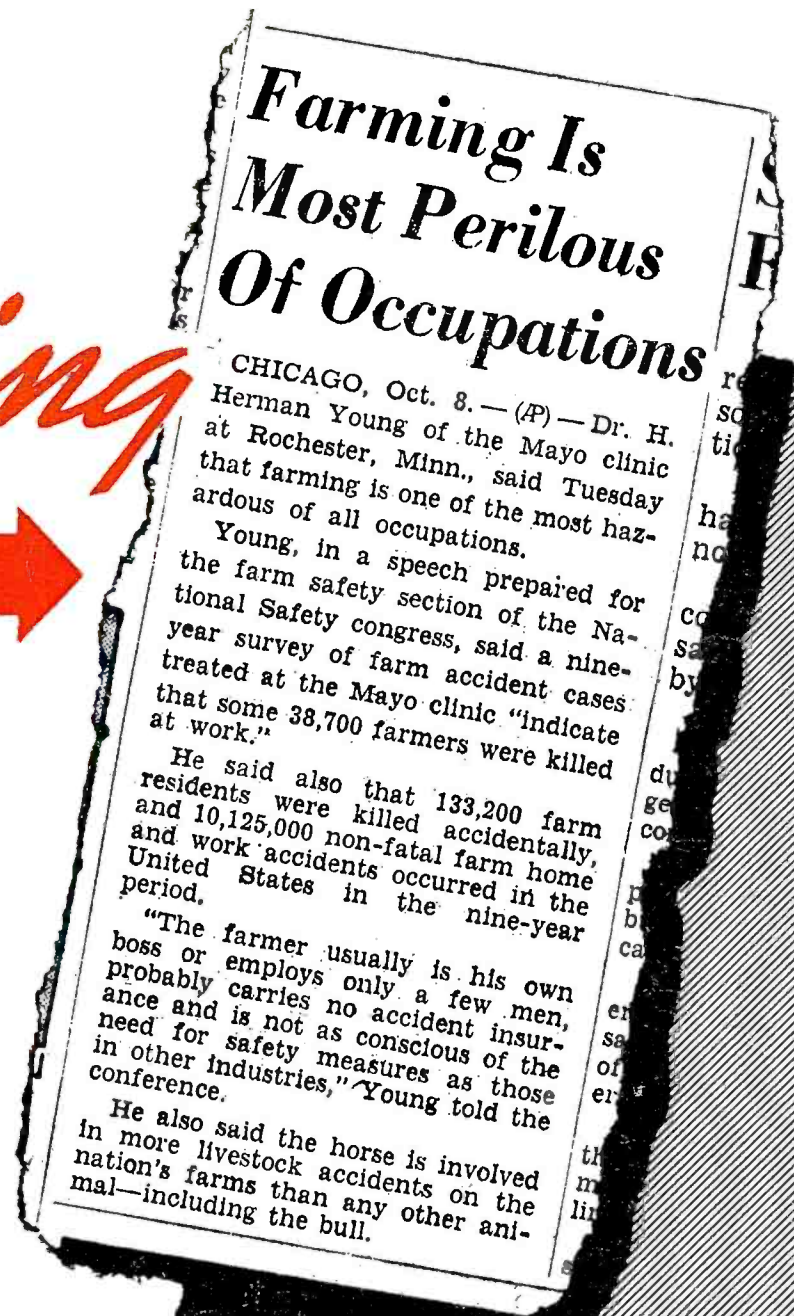 ing
Farming Is
Most Perilous
Of Occupations
CHICAGO, Oct. 8. — (AP) — Dr. H.
Herman Young of the Mayo clinic
at Rochester, Minn., said Tuesday
that farming is one of the most haz-
ardous of all occupations.
Young, in a speech prepared for
the farm safety section of the Na-
tional Safety congress, said a nine-
year survey of farm accident cases
treated at the Mayo clinic “indicate
that some 38,700 farmers were killed
at work.”
He said also that 133,200 farm
residents were killed accidentally,
and 10,125,000 non-fatal farm home
and work accidents occurred in the
United States in the nine-year
period.
“The farmer usually is his own
boss or employs only a few men,
probably carries no accident insur-
ance and is not as conscious of the
need for safety measures as those
in other industries,” Young told the
conference.
He also said the horse is involved
in more livestock accidents on the
nation's farms than any other ani-
mal—including the bull.